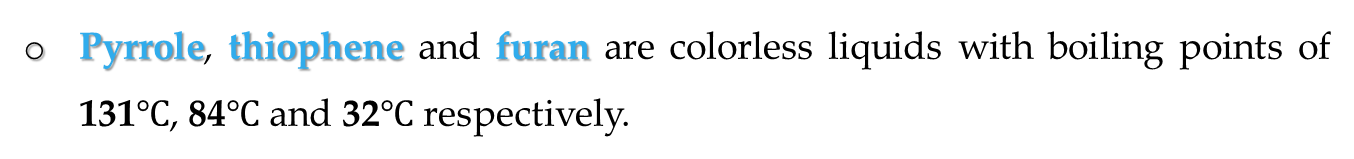 ○ Pyrrole, thiophene and furan are colorless liquids with boiling points of
131°C, 84°C and 32°C respectively.